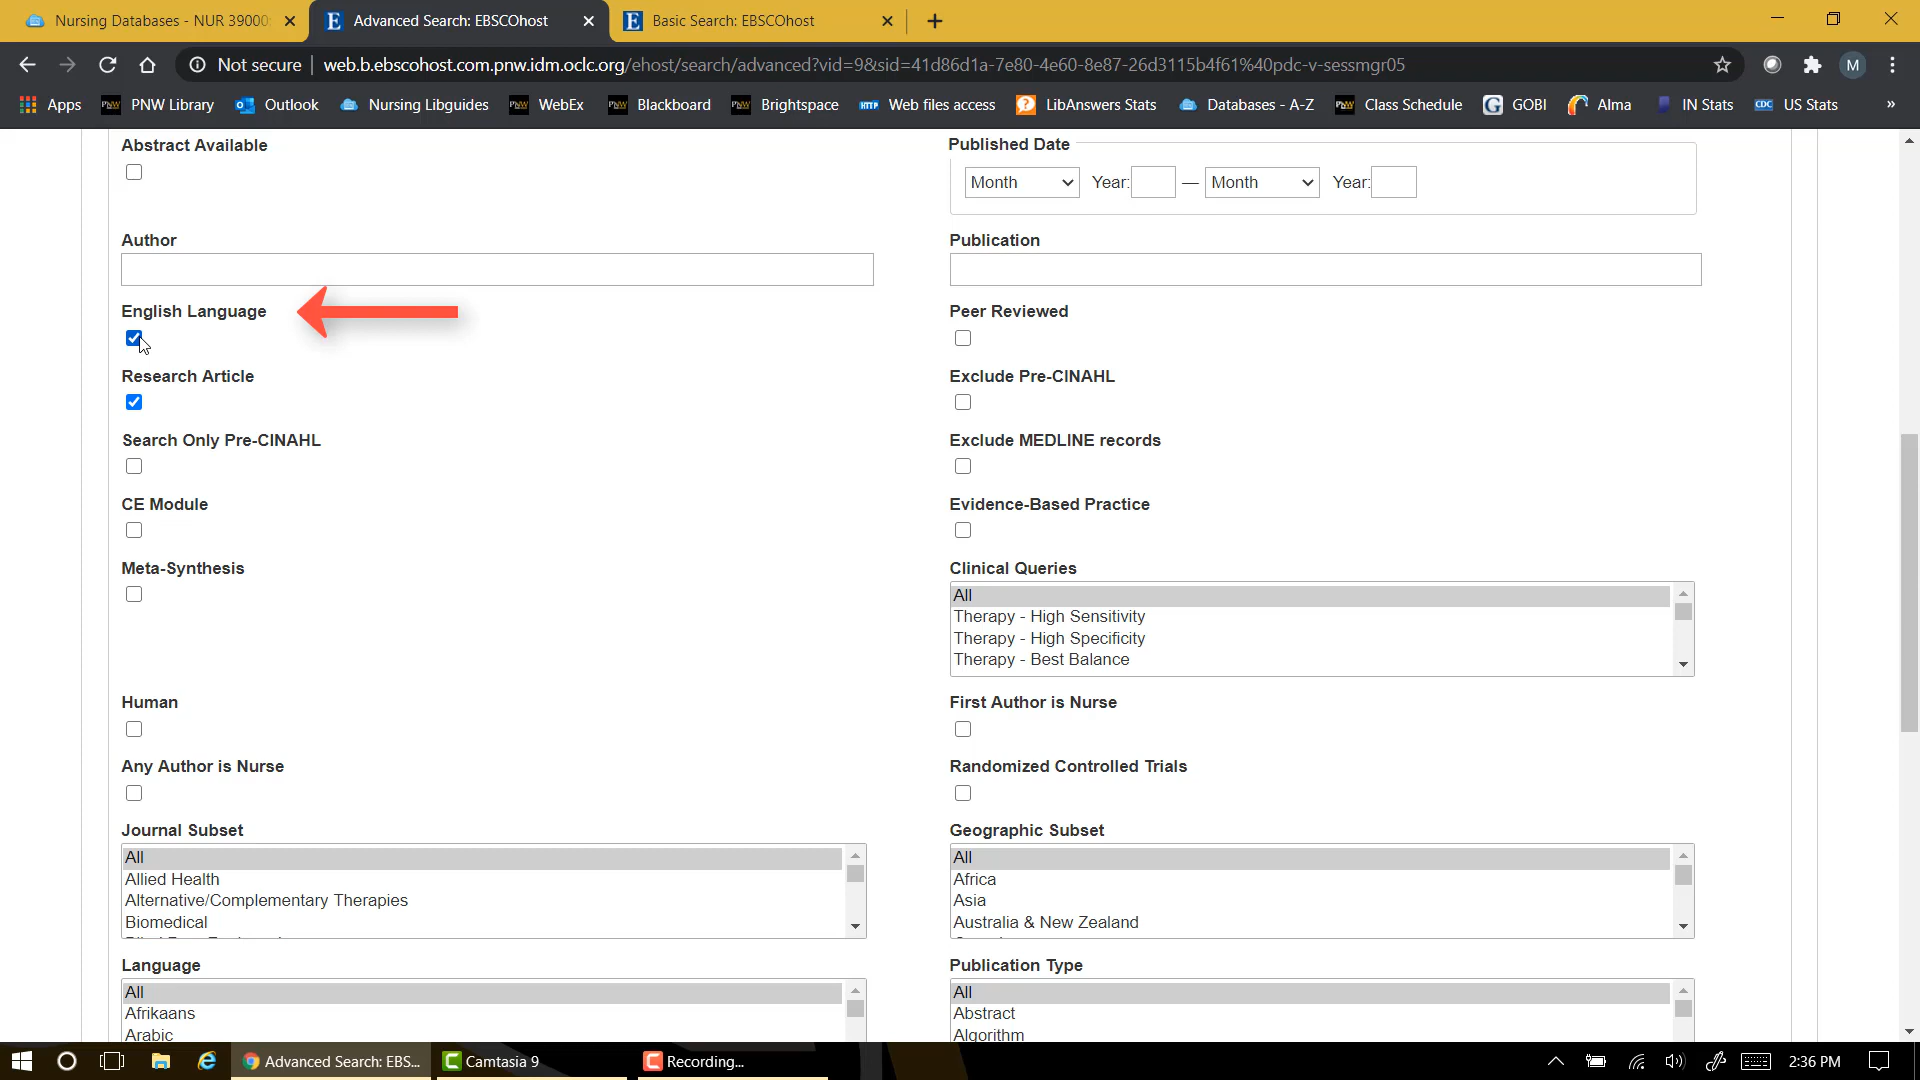 Nursing Databases - NUR 39000
Advanced Search: EBSCOhost
Basic Search: EBSCOhost
Not secure
web.b.ebscohost.com.pnw.idm.oclc.org/ehost/search/advanced?vid=9&sid=41d86d1a-7e80-4e60-8e87-26d3115b4f61%40pdc-v-sessmgr05
M
Apps
PNW Library
Outlook
Nursing Libguides
WebEx
Blackboard
Brightspace
Web files access
LibAnswers Stats
Databases - A-Z
Class Schedule
GOBI
Alma
IN Stats
CDC US Stats
»
Abstract Available
Published Date
Month Year: — Month Year:
Author
Publication
English Language
Peer Reviewed
Research Article
Exclude Pre-CINAHL
Search Only Pre-CINAHL
Exclude MEDLINE records
CE Module
Evidence-Based Practice
Meta-Synthesis
Clinical Queries
All
Therapy - High Sensitivity
Therapy - High Specificity
Therapy - Best Balance
Human
First Author is Nurse
Any Author is Nurse
Randomized Controlled Trials
Journal Subset
All
Allied Health
Alternative/Complementary Therapies
Biomedical
Geographic Subset
All
Africa
Asia
Australia & New Zealand
Language
All
Afrikaans
Arabic
Publication Type
All
Abstract
Algorithm
Advanced Search: EBS...
Camtasia 9
Recording...
2:36 PM